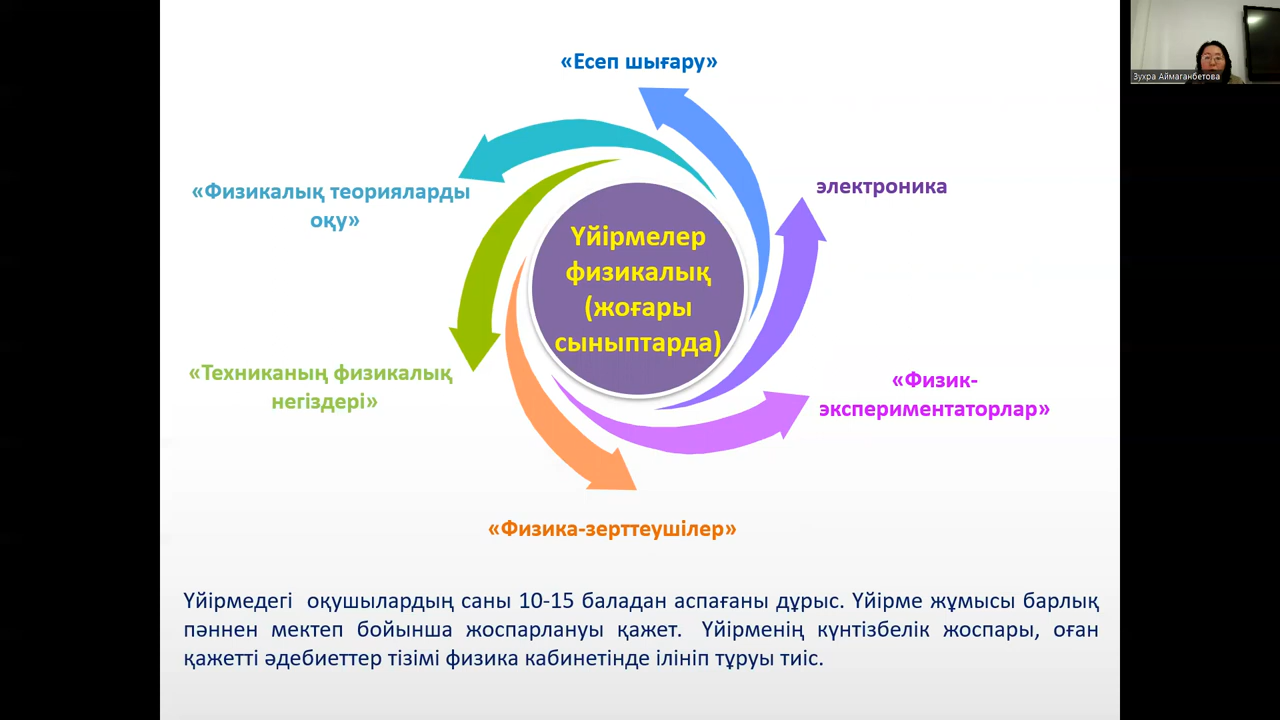 «Есеп шығару»
Зухра Аймаганбетова
«Физикалық теорияларды
оқу»
электроника
Үйірмелер
физикалық
(жоғары
сыныптарда)
«Техниканың физикалық
негіздері»
«Физик-
экспериментаторлар»
«Физика-зерттеушілер»
Үйірмедегі оқушылардың саны 10-15 баладан аспағаны дұрыс. Үйірме жұмысы барлық
пәннен мектеп бойынша жоспарлануы қажет. Үйірменің күнтізбелік жоспары, оған
қажетті әдебиеттер тізімі физика кабинетінде ілініп тұруы тиіс.